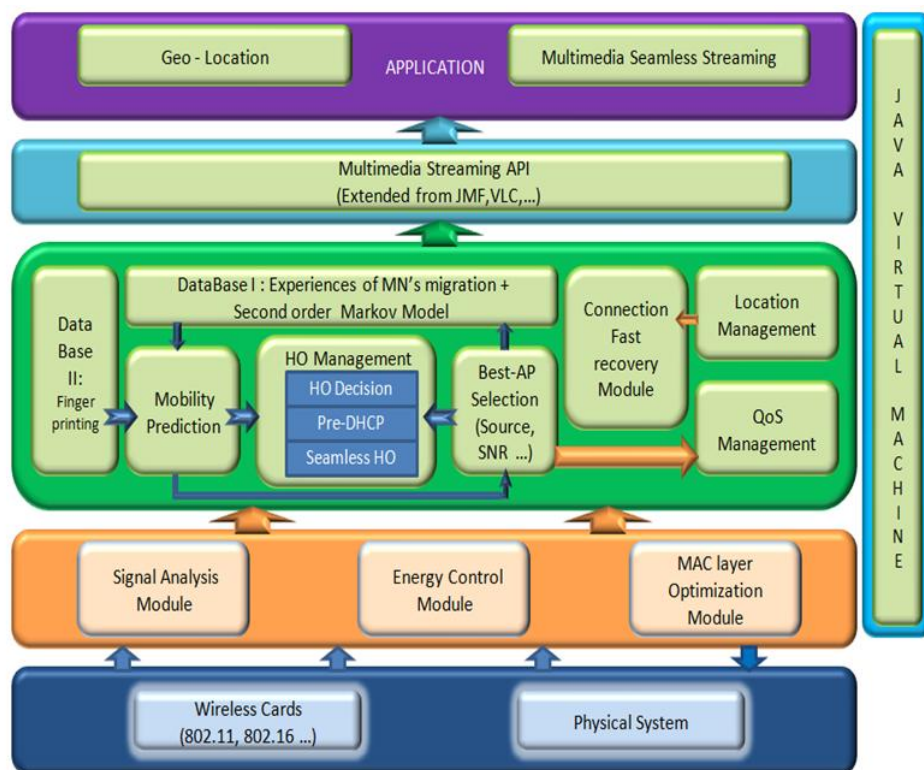 Geo - Location
APPLICATION
Multimedia Seamless Streaming
Multimedia Streaming API
(Extended from JMF,VLC,...)
Data
Base
II:
Finger
printing)
DataBase I : Experiences of MN's migration +
Second order Markov Model
Mobility
Prediction
HO Management
HO Decision
Pre-DHCP
Seamless HO
Best-AP
Selection
(Source,
SNR ...)
Connection
Fast
recovery
Module
Location
Management
QoS
Management
Signal Analysis
Module
Energy Control
Module
MAC layer
Optimization
Module
Wireless Cards
(802.11, 802.16 ...)
Physical System
JAVA VIRTUAL MACHINE